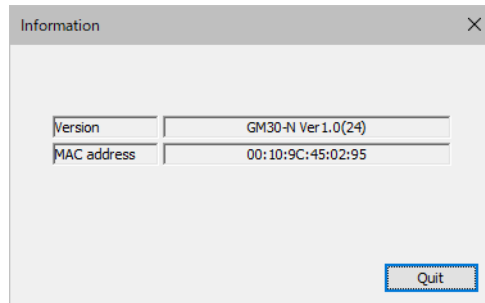 Information
Version GM30-N Ver1.0(24)
MAC address 00:10:9C:45:02:95
Quit